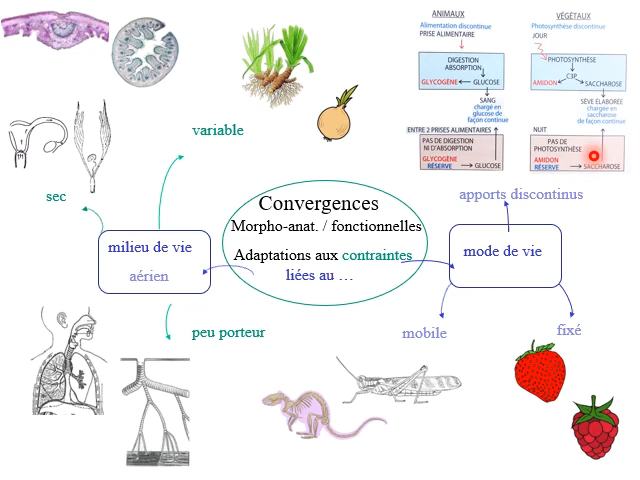 ANIMAUX
Alimentation discontinue
PRISE ALIMENTAIRE
DIGESTION
ABSORPTION
GLYCOGÈNE GLUCOSE
SANG
chargé en
glucose de
façon continue
ENTRE 2 PRISES ALIMENTAIRES
PAS DE DIGESTION
NI D'ABSORPTION
GLYCOGÈNE
RÉSERVE GLUCOSE
VÉGÉTAUX
Photosynthèse discontinue
JOUR
PHOTOSYNTHÈSE
C3P
AMIDON SACCHAROSE
SÈVE ÉLABORÉE
chargée en
saccharose
de façon continue
NUIT
PAS DE
PHOTOSYNTHÈSE
AMIDON
RÉSERVE SACCHAROSE
variable
sec
apports discontinus
Convergences
Morpho-anat. / fonctionnelles
Adaptations aux contraintes
liées au …
milieu de vie
aérien
mode de vie
peu porteur
mobile
fixé